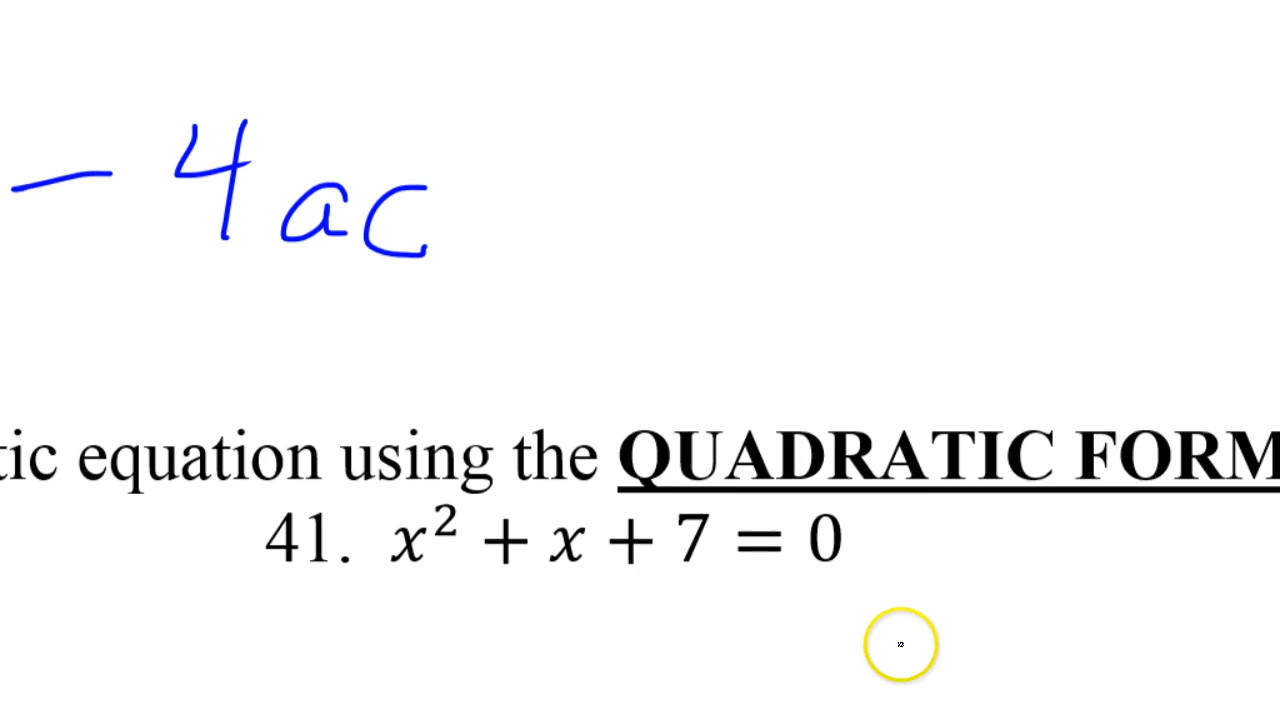 − 4ac
tic equation using the QUADRATIC FORM
41. x² + x + 7 = 0